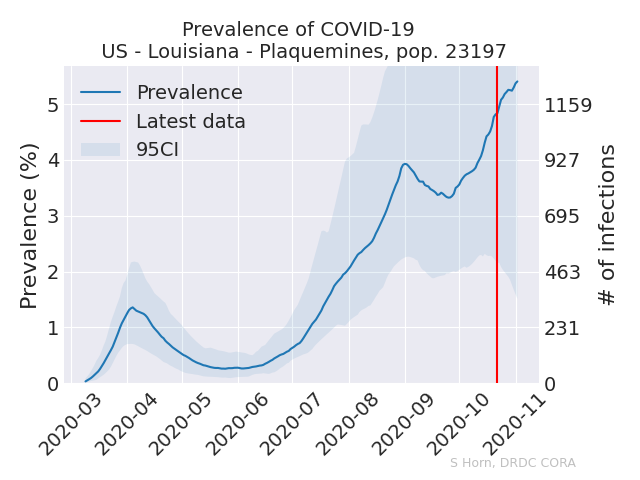 Prevalence of COVID-19
US - Louisiana - Plaquemines, pop. 23197
Prevalence
Latest data
95CI
Prevalence (%)
5
4
3
2
1
0
1159
927
695
463
231
0
# of infections
2020-03
2020-04
2020-05
2020-06
2020-07
2020-08
2020-09
2020-10
2020-11
S Horn, DRDC CORA